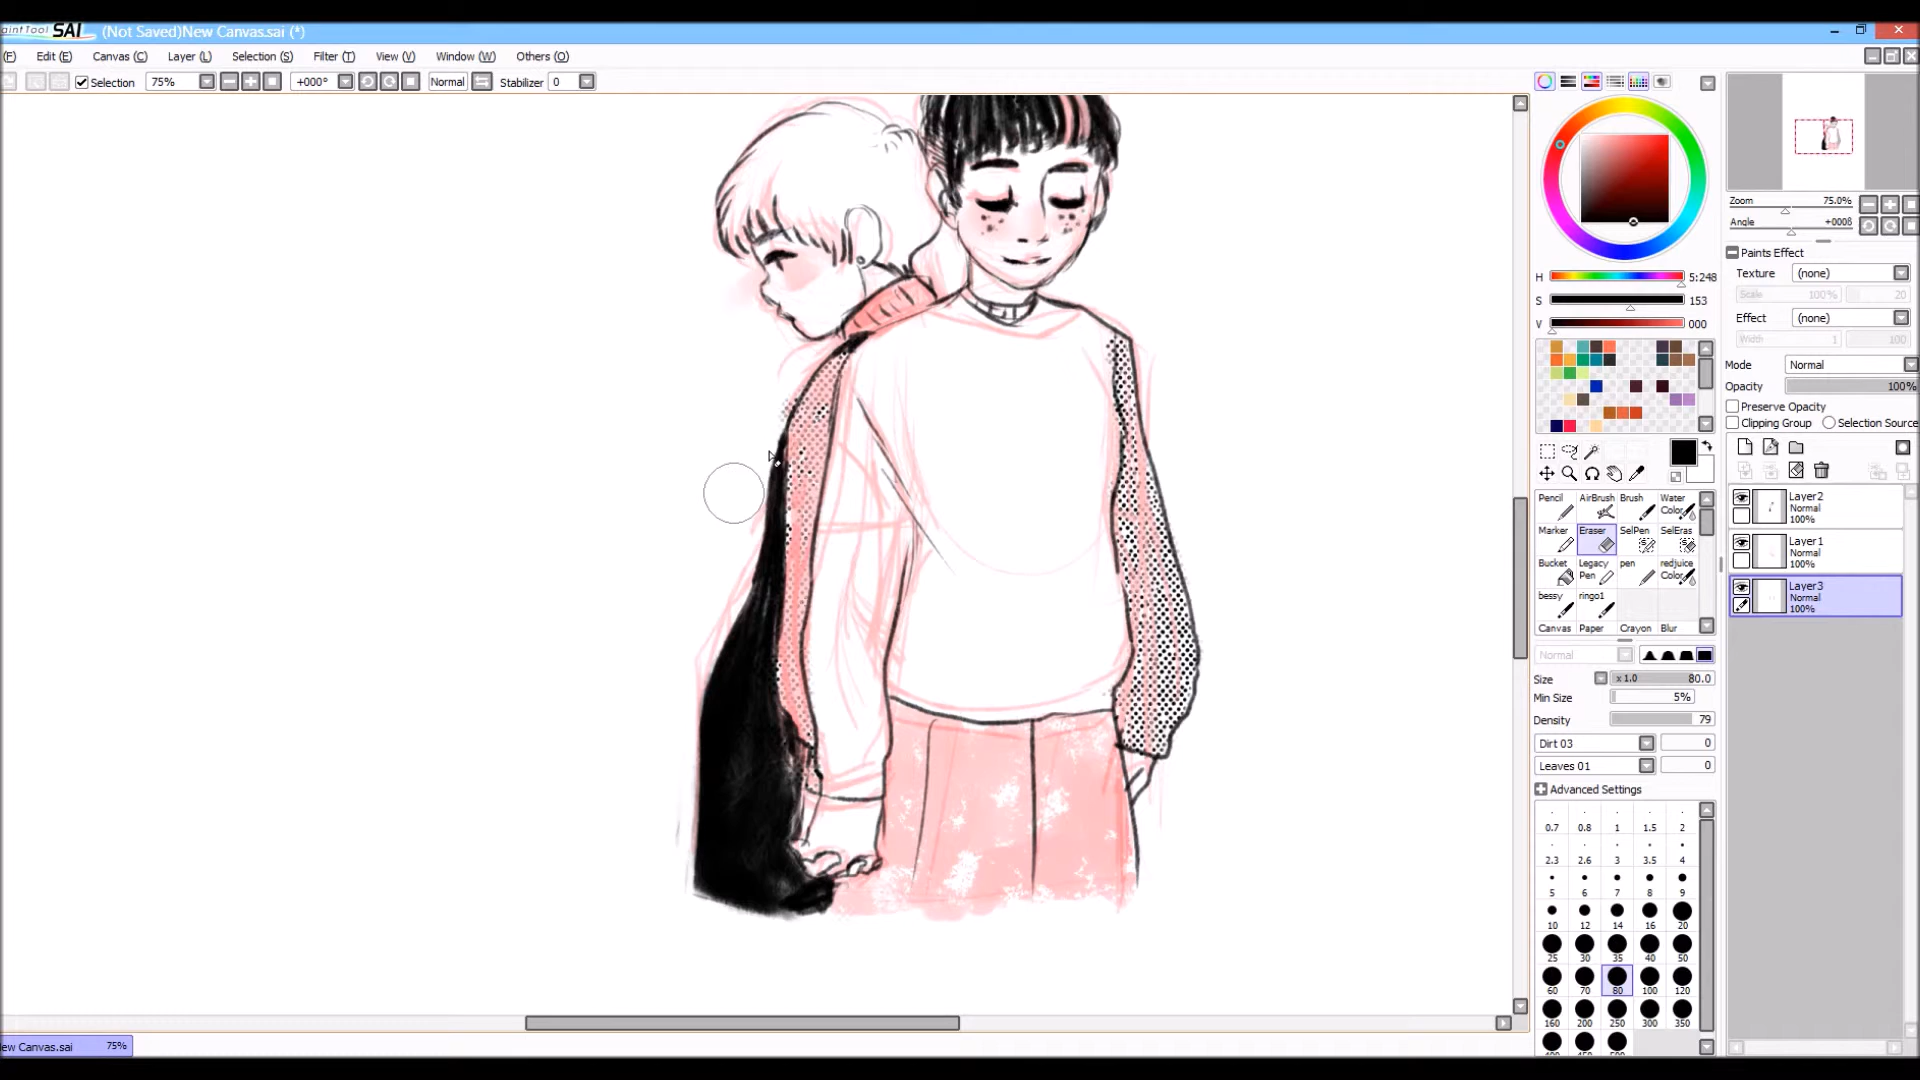 aintTool SAI (Not Saved)New Canvas.sai (*)
(F) Edit (E) Canvas (C) Layer (L) Selection (S) Filter (T) View (V) Window (W) Others (O)
Selection 75% +000° Normal Stabilizer 0
Zoom 75.0%
Angle +000ß
Paints Effect
Texture (none)
Scale 100% 20
Effect (none)
Width 1 100
Mode Normal
Opacity 100%
Preserve Opacity
Clipping Group Selection Source
Layer2
Normal
100%
Layer1
Normal
100%
Layer3
Normal
100%
H 5:248
S 153
V 000
Pencil AirBrush Brush Water Color
Marker Eraser SelPen SelEras
Bucket Legacy Pen pen redjuice Color
bessy ringo1
Canvas Paper Crayon Blur
Normal
Size x 1.0 80.0
Min Size 5%
Density 79
Dirt 03 0
Leaves 01 0
Advanced Settings
0.7 0.8 1 1.5 2
2.3 2.6 3 3.5 4
5 6 7 8 9
10 12 14 16 20
25 30 35 40 50
60 70 80 100 120
160 200 250 300 350
ew Canvas.sai 75%